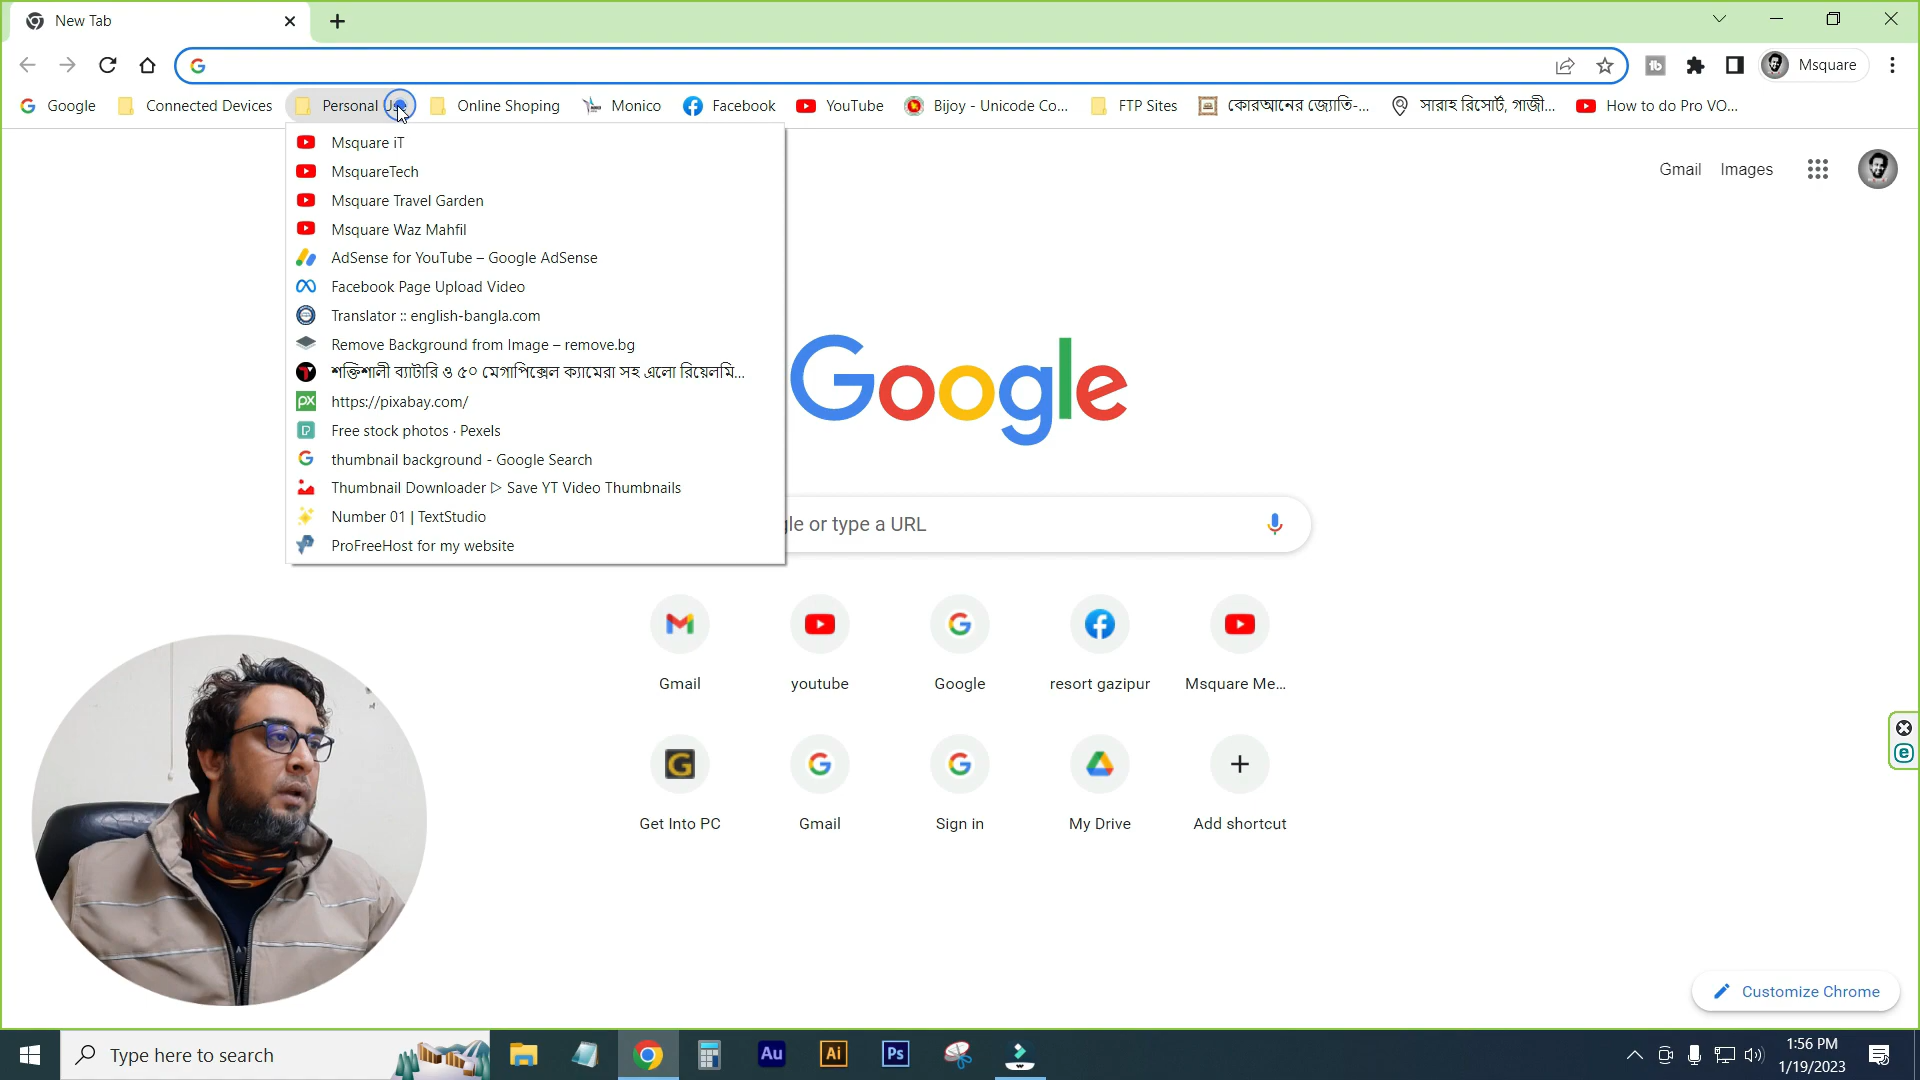 New Tab
Msquare
Google
Connected Devices
Personal Us
Online Shoping
Monico
Facebook
YouTube
Bijoy - Unicode Co...
FTP Sites
কোরআনের জ্যোতি-...
সারাহ রিসোর্ট, গাজী...
How to do Pro VO...
Msquare iT
MsquareTech
Msquare Travel Garden
Msquare Waz Mahfil
AdSense for YouTube – Google AdSense
Facebook Page Upload Video
Translator :: english-bangla.com
Remove Background from Image – remove.bg
শক্তিশালী ব্যাটারি ও ৫০ মেগাপিক্সেল ক্যামেরা সহ এলো রিয়েলমি...
https://pixabay.com/
Free stock photos · Pexels
thumbnail background - Google Search
Thumbnail Downloader ▷ Save YT Video Thumbnails
Number 01 | TextStudio
ProFreeHost for my website
Gmail Images
Google
gle or type a URL
Gmail
youtube
Google
resort gazipur
Msquare Me...
Get Into PC
Gmail
Sign in
My Drive
Add shortcut
Customize Chrome
Type here to search
Au
Ai
Ps
1:56 PM
1/19/2023